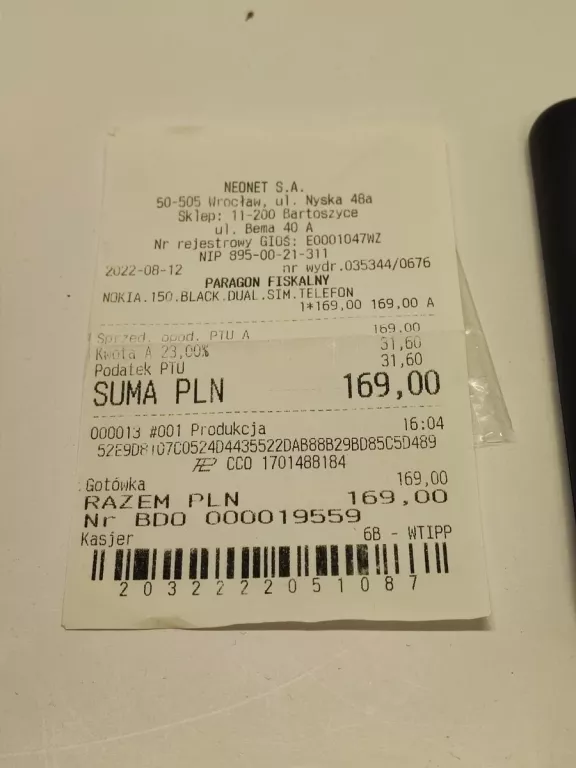 NEONET S.A.
50-505 Wrocław, ul. Nyska 48a
Sklep: 11-200 Bartoszyce
ul. Bema 40 A
Nr rejestrowy GIOŚ: E0001047WZ
NIP 895-00-21-311
2022-08-12 nr wydr.035344/0676
PARAGON FISKALNY
NOKIA.150.BLACK.DUAL.SIM.TELEFON
1*169,00 169,00 A
Sprzed. opod. PTU A 169,00
Kwota A 23,00% 31,60
Podatek PTU 31,60
SUMA PLN 169,00
000013 #001 Produkcja 16:04
52E9D8107C0524D4435522DAB88B29BD85C5D489
CCO 1701488184
Gotówka 169,00
RAZEM PLN 169,00
Nr BDO 000019559
Kasjer 6B - WTIPP
2032222051087